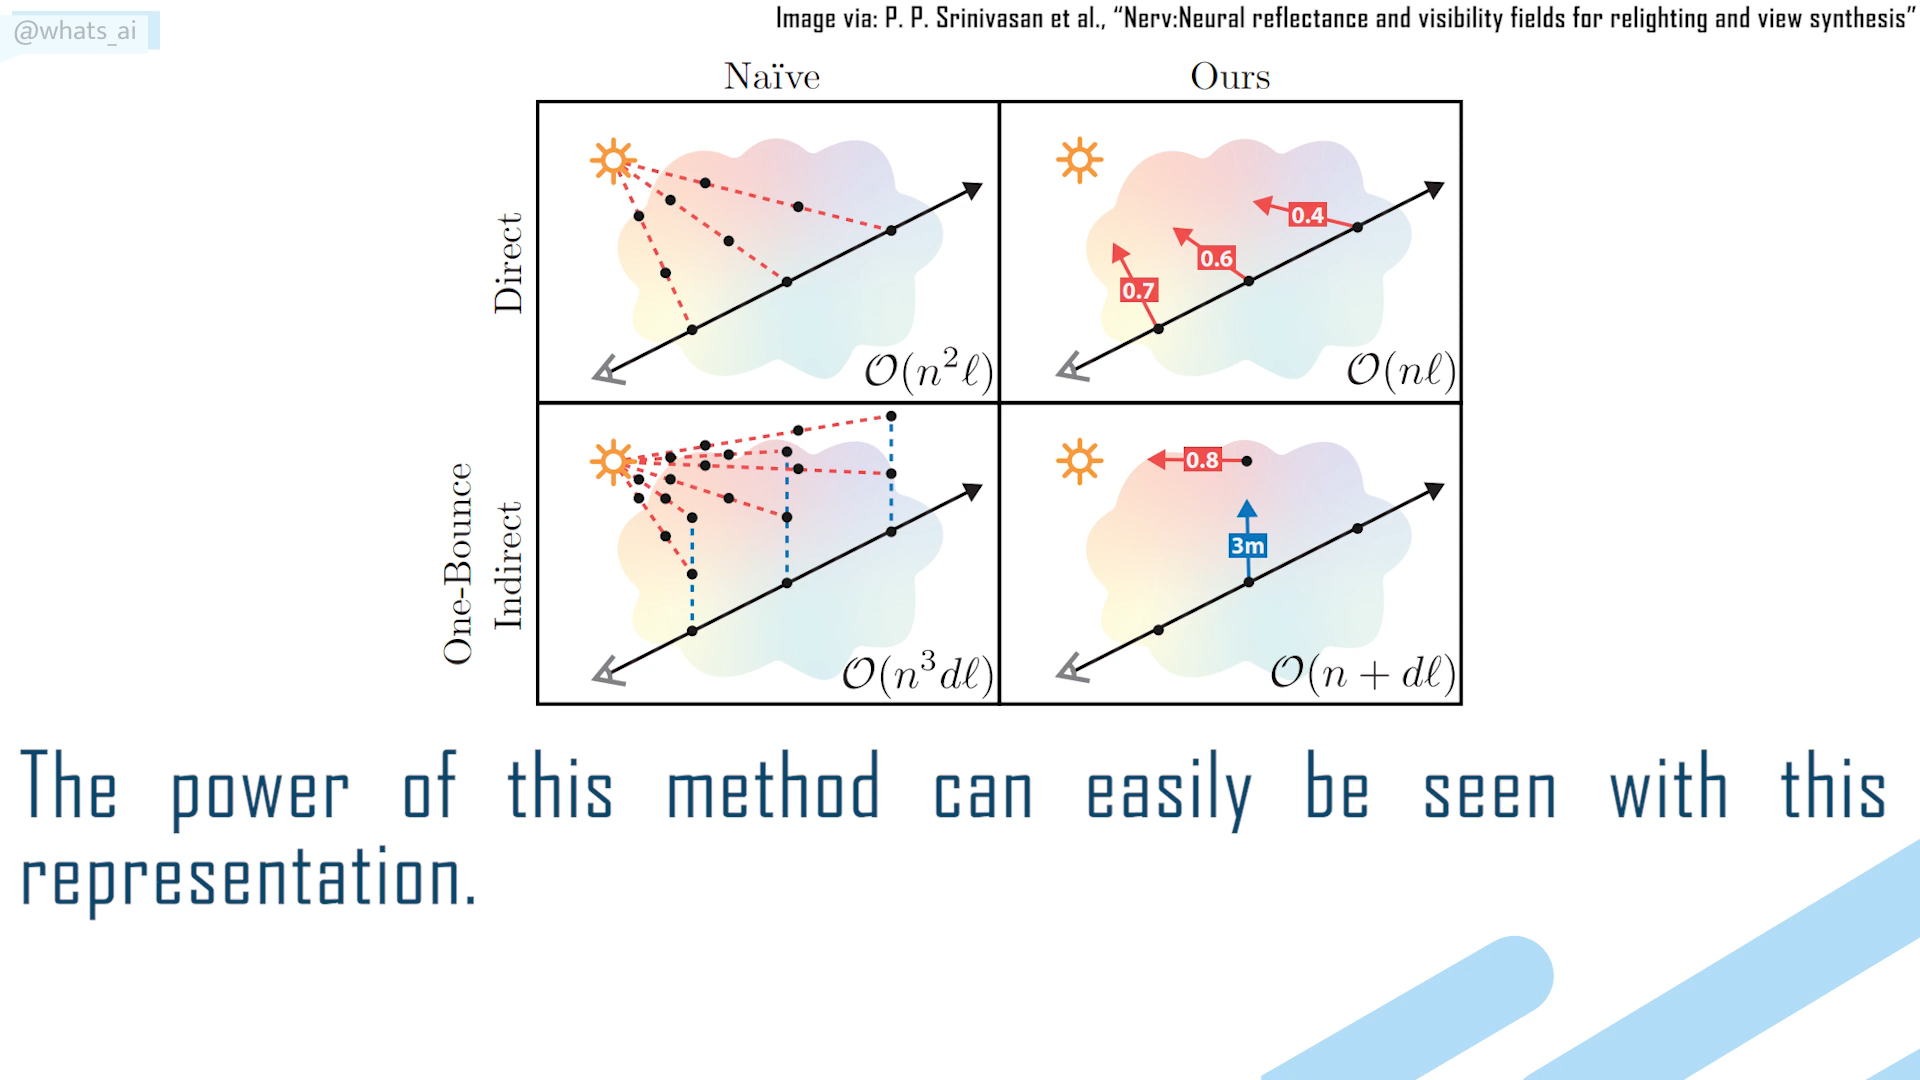 @whats_ai
Image via: P. P. Srinivasan et al., “Nerv:Neural reflectance and visibility fields for relighting and view synthesis”
Naïve
Ours
Direct
0.4
0.6
0.7
𝒪(n²ℓ)
𝒪(nℓ)
One-Bounce
Indirect
0.8
3m
𝒪(n³dℓ)
𝒪(n + dℓ)
The power of this method can easily be seen with this
representation.